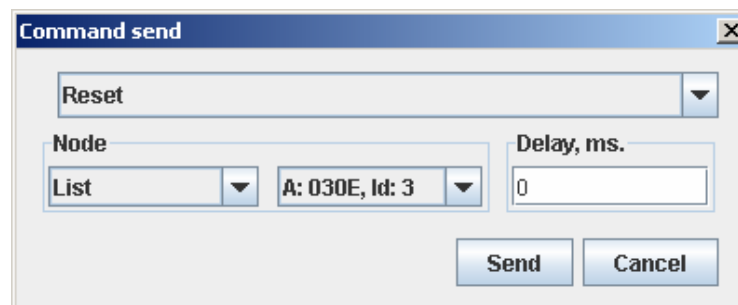 Command send
Reset
Node
Delay, ms.
List
A: 030E, Id: 3
0
Send
Cancel